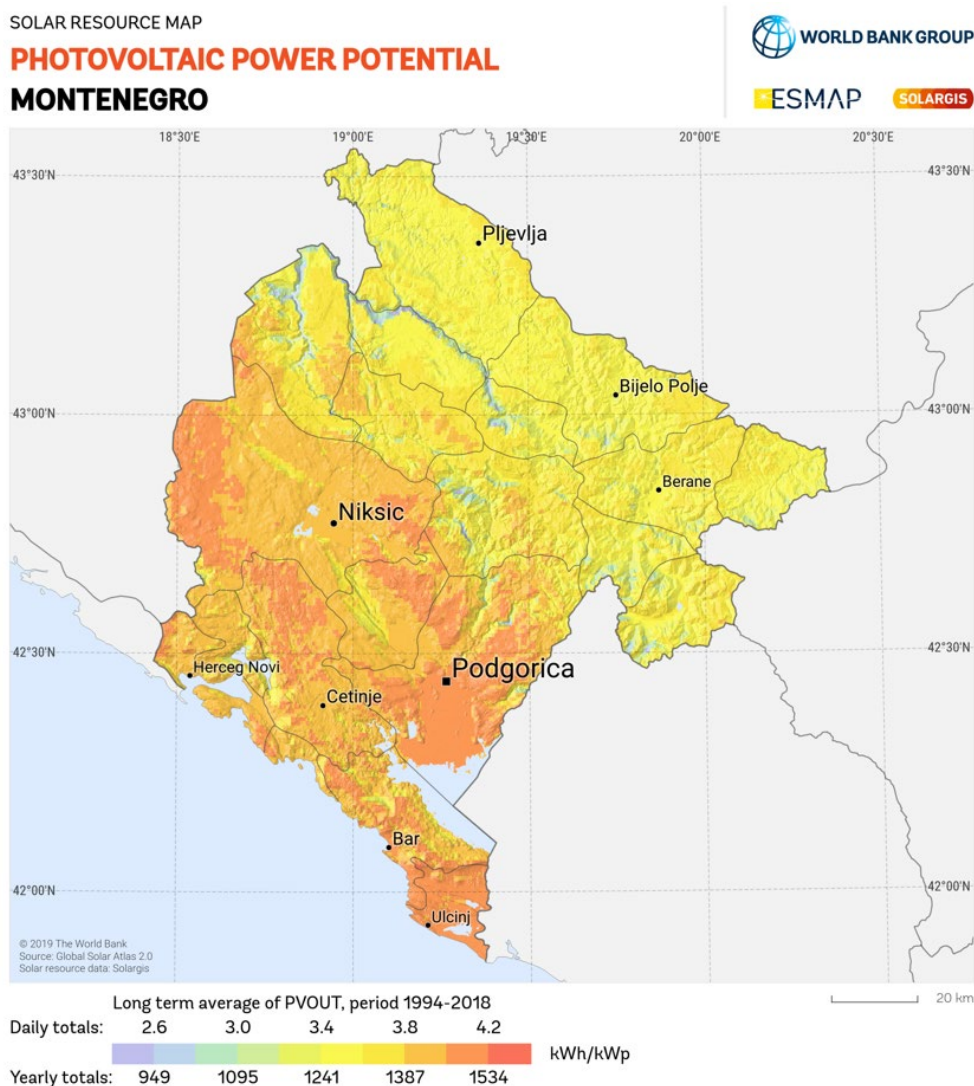 SOLAR RESOURCE MAP
PHOTOVOLTAIC POWER POTENTIAL
MONTENEGRO
WORLD BANK GROUP
ESMAP
SOLARGIS
18°30'E 19°00'E 19°30'E 20°00'E 20°30'E
43°30'N 43°30'N
Pljevlja
Bijelo Polje
43°00'N 43°00'N
Berane
Niksic
42°30'N 42°30'N
Herceg Novi
Podgorica
Cetinje
Bar
42°00'N 42°00'N
Ulcinj
© 2019 The World Bank
Source: Global Solar Atlas 2.0
Solar resource data: Solargis
20 km
Long term average of PVOUT, period 1994-2018
Daily totals: 2.6 3.0 3.4 3.8 4.2
kWh/kWp
Yearly totals: 949 1095 1241 1387 1534